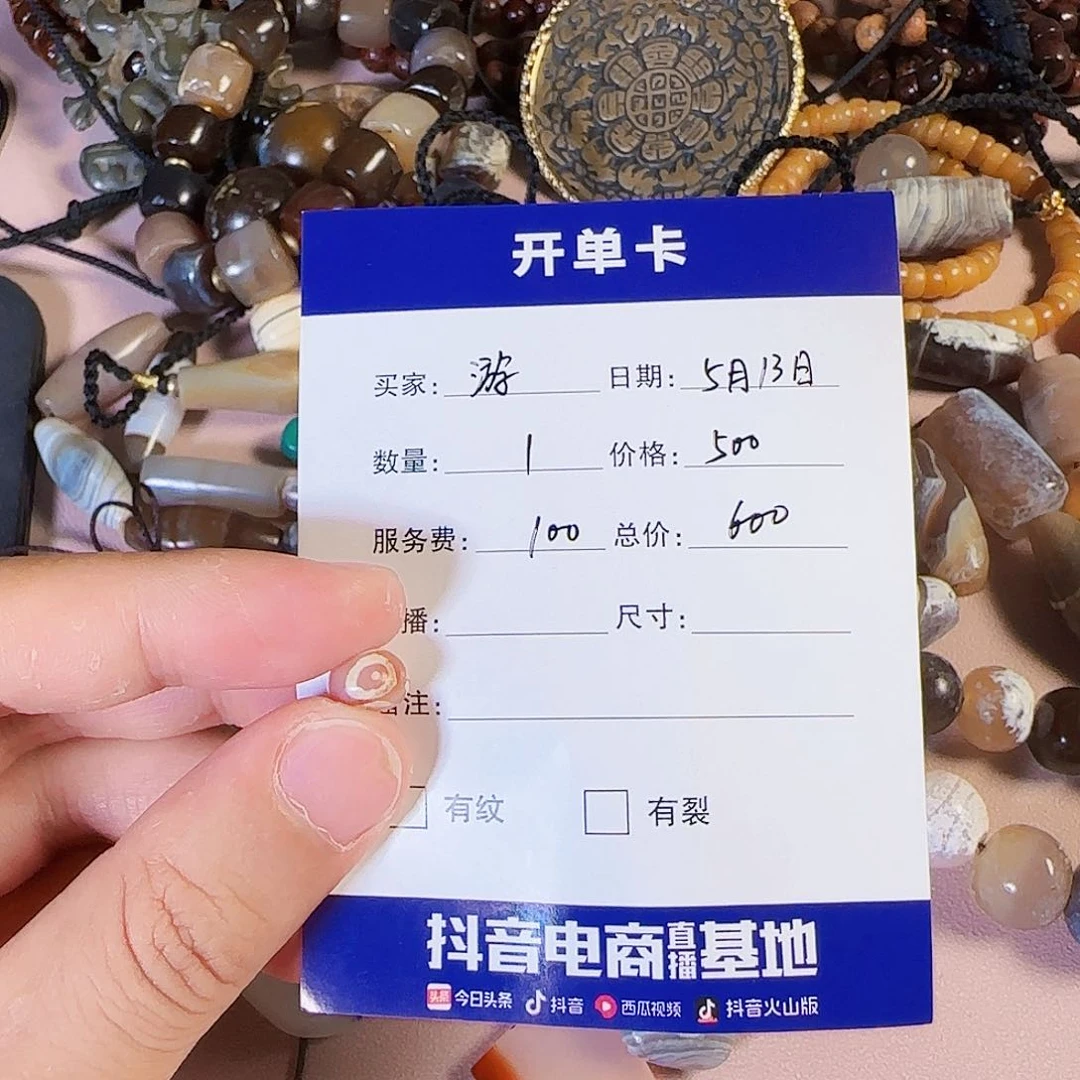 开单卡
买家: 游 日期: 5月13日
数量: 1 价格: 500
服务费: 100 总价: 600
播: 尺寸:
注:
有纹 有裂
抖音电商直播基地
头条 今日头条 抖音 西瓜视频 抖音火山版